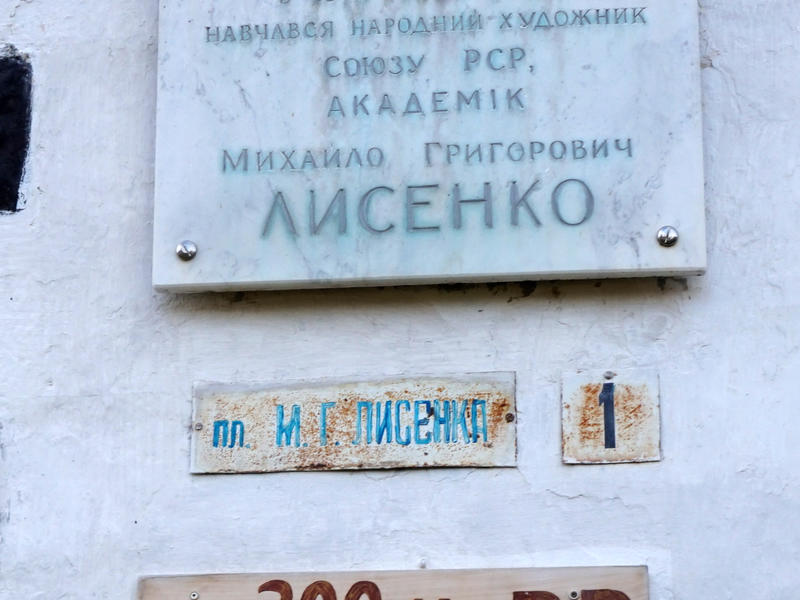 НАВЧАВСЯ НАРОДНИЙ ХУДОЖНИК
СОЮЗУ РСР,
АКАДЕМІК
МИХАЙЛО ГРИГОРОВИЧ
ЛИСЕНКО
пл. М. Г. ЛИСЕНКА
1